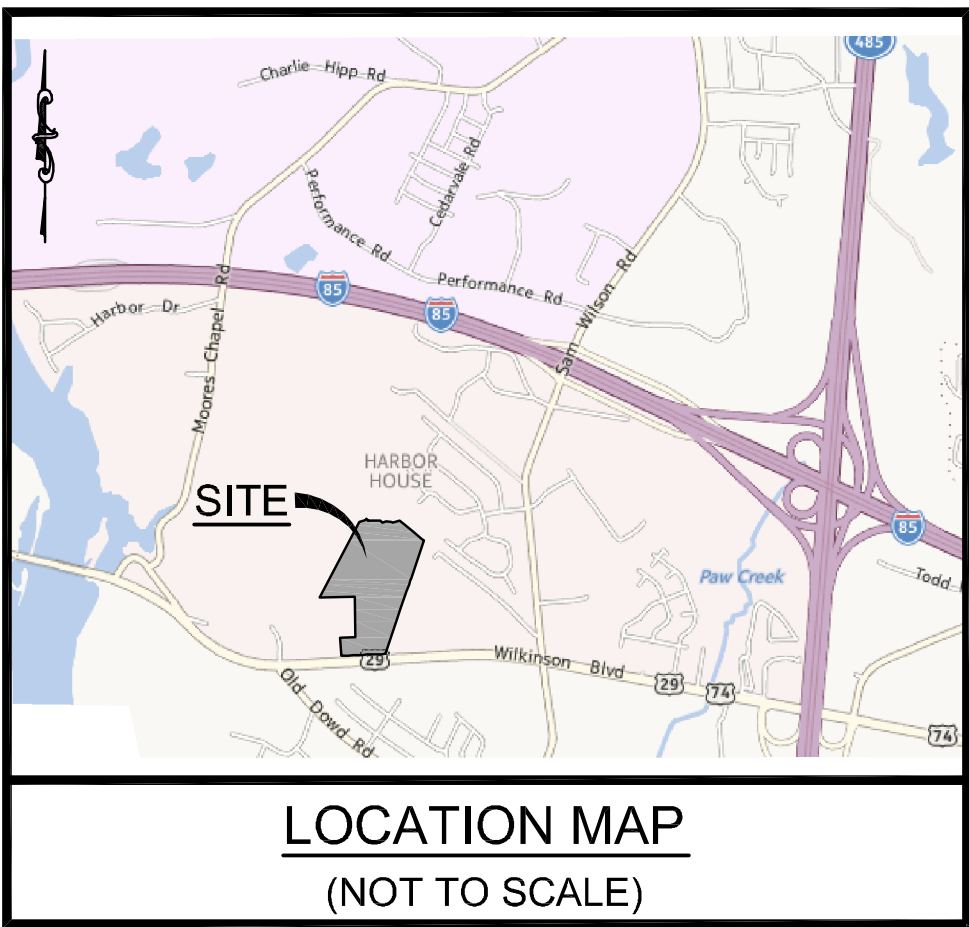 485
Charlie Hipp Rd
Cedarvale Rd
Performance Rd
Performance Rd
Sam Wilson Rd
85
85
Harbor Dr
Moores Chapel Rd
HARBOR
HOUSE
SITE
85
Paw Creek
Todd
29
Wilkinson Blvd
29
74
74
Old Dowd Rd
LOCATION MAP
(NOT TO SCALE)